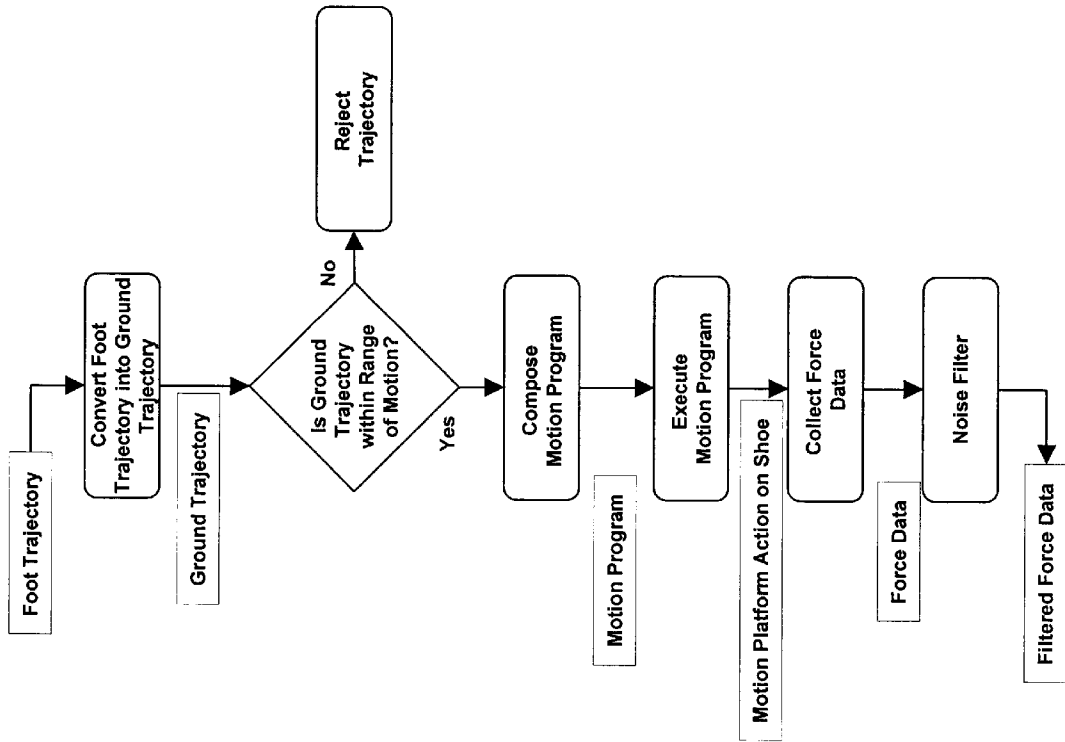 Foot Trajectory
Convert Foot
Trajectory into Ground
Trajectory
Ground Trajectory
Is Ground
Trajectory
within Range
of Motion?
No
Reject
Trajectory
Yes
Compose
Motion Program
Motion Program
Execute
Motion Program
Motion Platform Action on Shoe
Collect Force
Data
Force Data
Noise Filter
Filtered Force Data